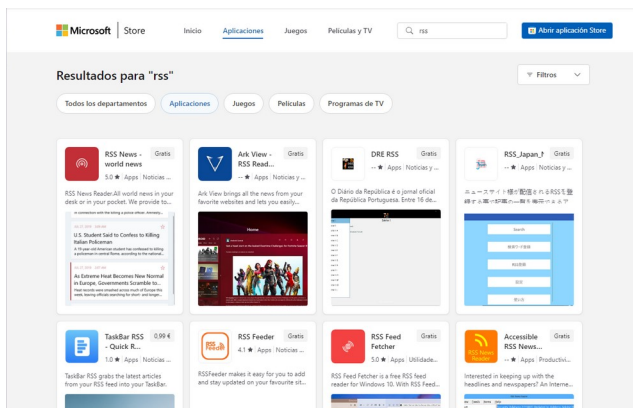 Microsoft | Store
Inicio
Aplicaciones
Juegos
Películas y TV
rss
Abrir aplicación Store
Resultados para "rss"
Filtros
Todos los departamentos
Aplicaciones
Juegos
Películas
Programas de TV
RSS News -
world news
Gratis
5.0 ★ Apps Noticias ...
RSS News Reader.All world news in your
desk or in your pocket. We provide to...
U.S. Student Said to Confess to Killing
Italian Policeman
As Extreme Heat Becomes New Normal
in Europe, Governments Scramble to...
Ark View -
RSS Read...
Gratis
-- ★ Apps Noticias y ...
Ark View brings all the news from your
favorite websites and lets you easily...
Home
DRE RSS
Gratis
-- ★ Apps Noticias y ...
O Diário da República é o jornal oficial
da República Portuguesa. Entre 16 de...
RSS_Japan_N
Gratis
-- ★ Apps Noticias y ...
Search
TaskBar RSS
- Quick R...
0,99 €
1.0 ★ Apps Noticias ...
TaskBar RSS grabs the latest articles
from your RSS feed into your TaskBar.
RSS Feeder
Gratis
4.1 ★ Apps Noticias ...
RSSFeeder makes it easy for you to add
and stay updated on your favourite sit...
RSS Feed
Fetcher
Gratis
5.0 ★ Apps Utilidade...
RSS Feed Fetcher is a free RSS feed
reader for Windows 10. With RSS Feed...
RSS
News Reader
Accessible
RSS News...
Gratis
-- ★ Apps Productivi...
Interested in keeping up with the
headlines and newspapers? An Interne...